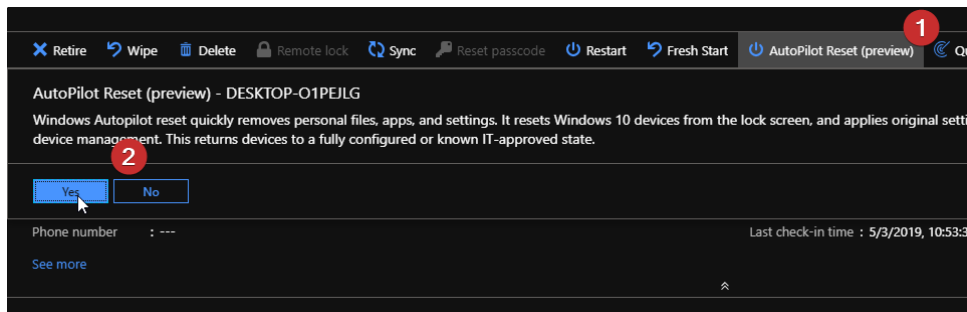 1
Retire Wipe Delete Remote lock Sync Reset passcode Restart Fresh Start AutoPilot Reset (preview)
AutoPilot Reset (preview) - DESKTOP-O1PEJLG
Windows Autopilot reset quickly removes personal files, apps, and settings. It resets Windows 10 devices from the lock screen, and applies original
device management. This returns devices to a fully configured or known IT-approved state.
2
Yes No
Phone number : --- Last check-in time : 5/3/2019, 10:53:3
See more